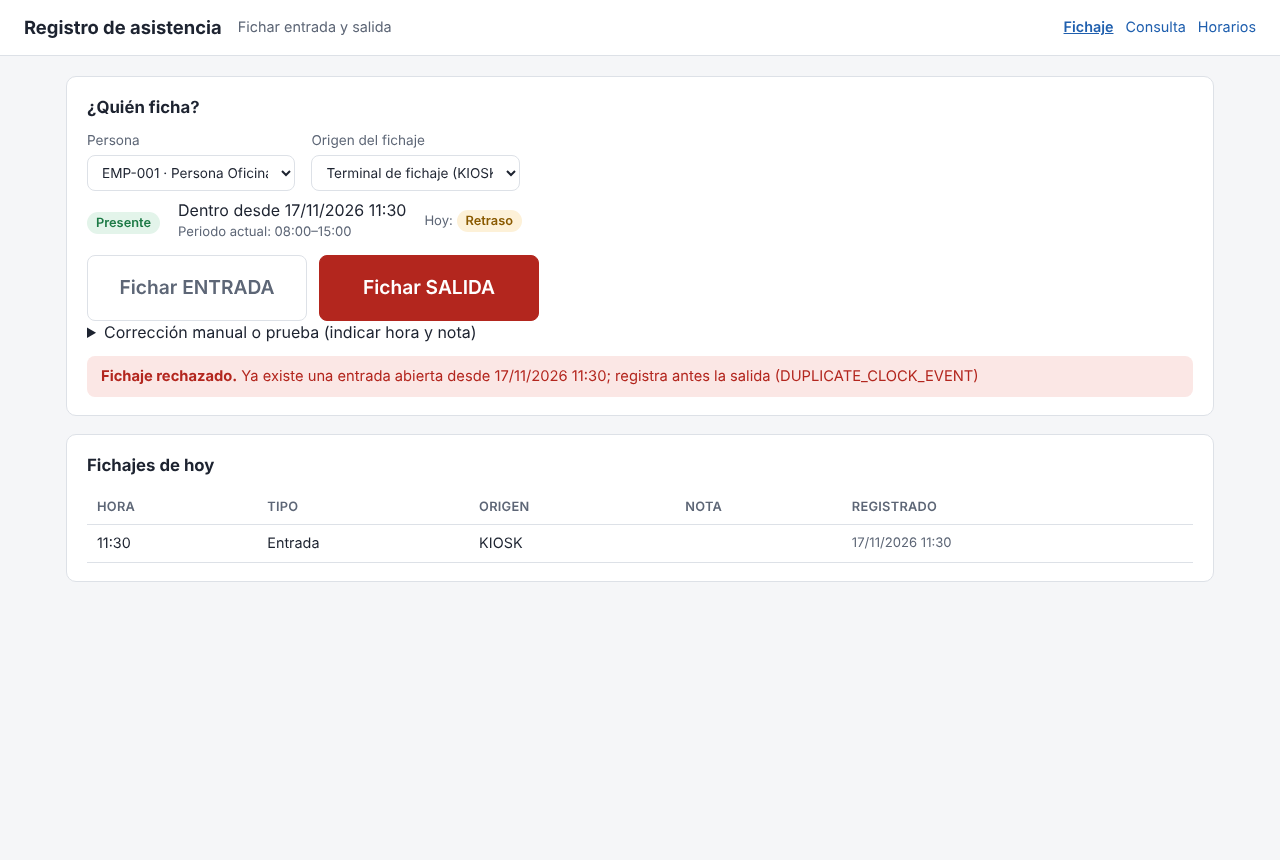 Registro de asistencia Fichar entrada y salida Fichaje Consulta Horarios
¿Quién ficha?
Persona Origen del fichaje
EMP-001 · Persona Oficina Terminal de fichaje (KIOSK
Presente Dentro desde 17/11/2026 11:30 Hoy: Retraso
Periodo actual: 08:00–15:00
Fichar ENTRADA Fichar SALIDA
Corrección manual o prueba (indicar hora y nota)
Fichaje rechazado. Ya existe una entrada abierta desde 17/11/2026 11:30; registra antes la salida (DUPLICATE_CLOCK_EVENT)
Fichajes de hoy
HORA TIPO ORIGEN NOTA REGISTRADO
11:30 Entrada KIOSK 17/11/2026 11:30